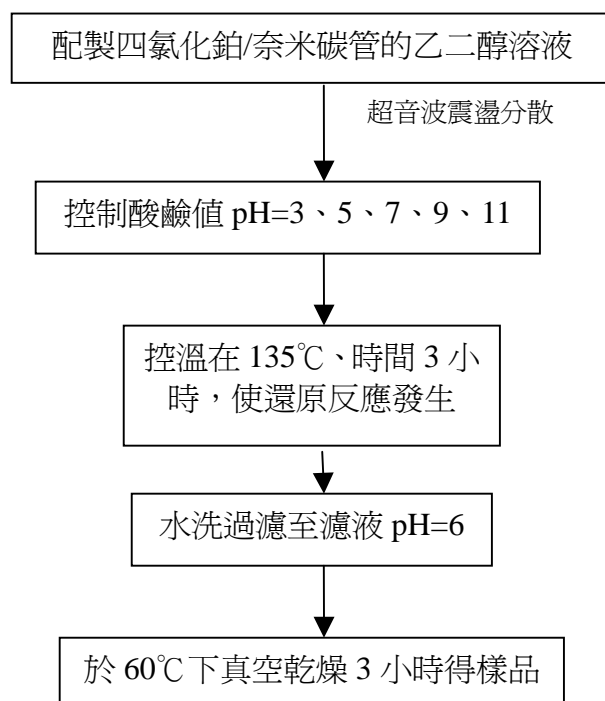 配製四氯化鉑/奈米碳管的乙二醇溶液
超音波震盪分散
控制酸鹼值 pH=3、5、7、9、11
控溫在 135℃、時間 3 小
時，使還原反應發生
水洗過濾至濾液 pH=6
於 60℃下真空乾燥 3 小時得樣品